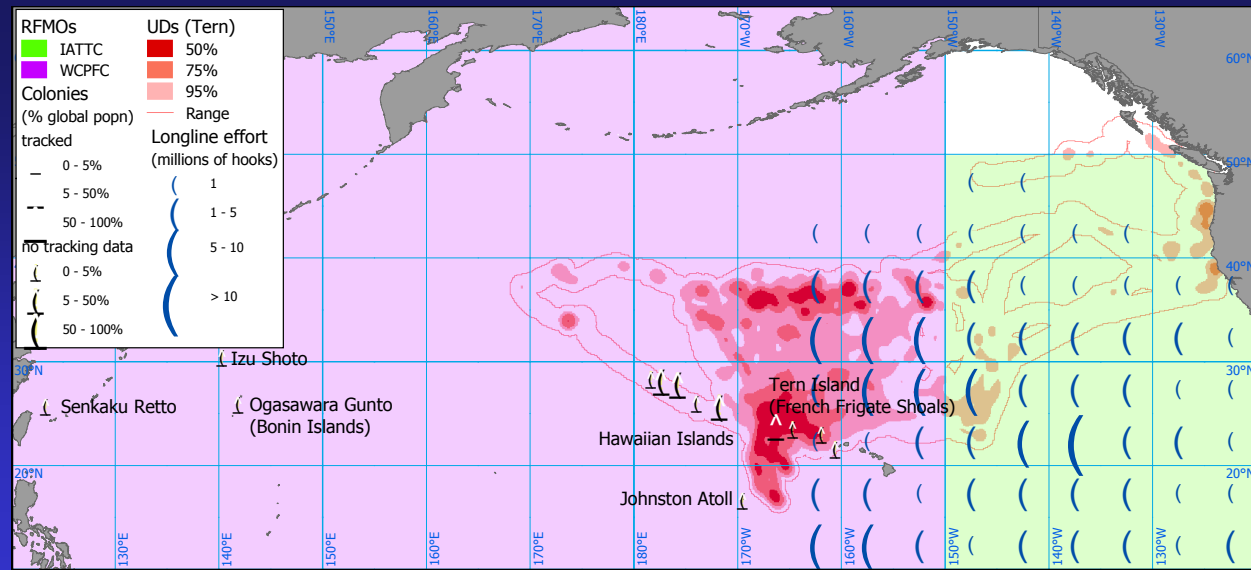 RFMOs
IATTC
WCPFC
Colonies
(% global popn)
tracked
0 - 5%
5 - 50%
50 - 100%
no tracking data
0 - 5%
5 - 50%
50 - 100%
UDs (Tern)
50%
75%
95%
Range
Longline effort
(millions of hooks)
1
1 - 5
5 - 10
> 10
150°E
160°E
170°E
180°E
170°W
160°W
150°W
140°W
130°W
60°N
50°N
40°N
30°N
30°N
20°N
20°N
Izu Shoto
Senkaku Retto
Ogasawara Gunto
(Bonin Islands)
Tern Island
(French Frigate Shoals)
Hawaiian Islands
Johnston Atoll
130°E
140°E
150°E
160°E
170°E
180°E
170°W
160°W
150°W
140°W
130°W